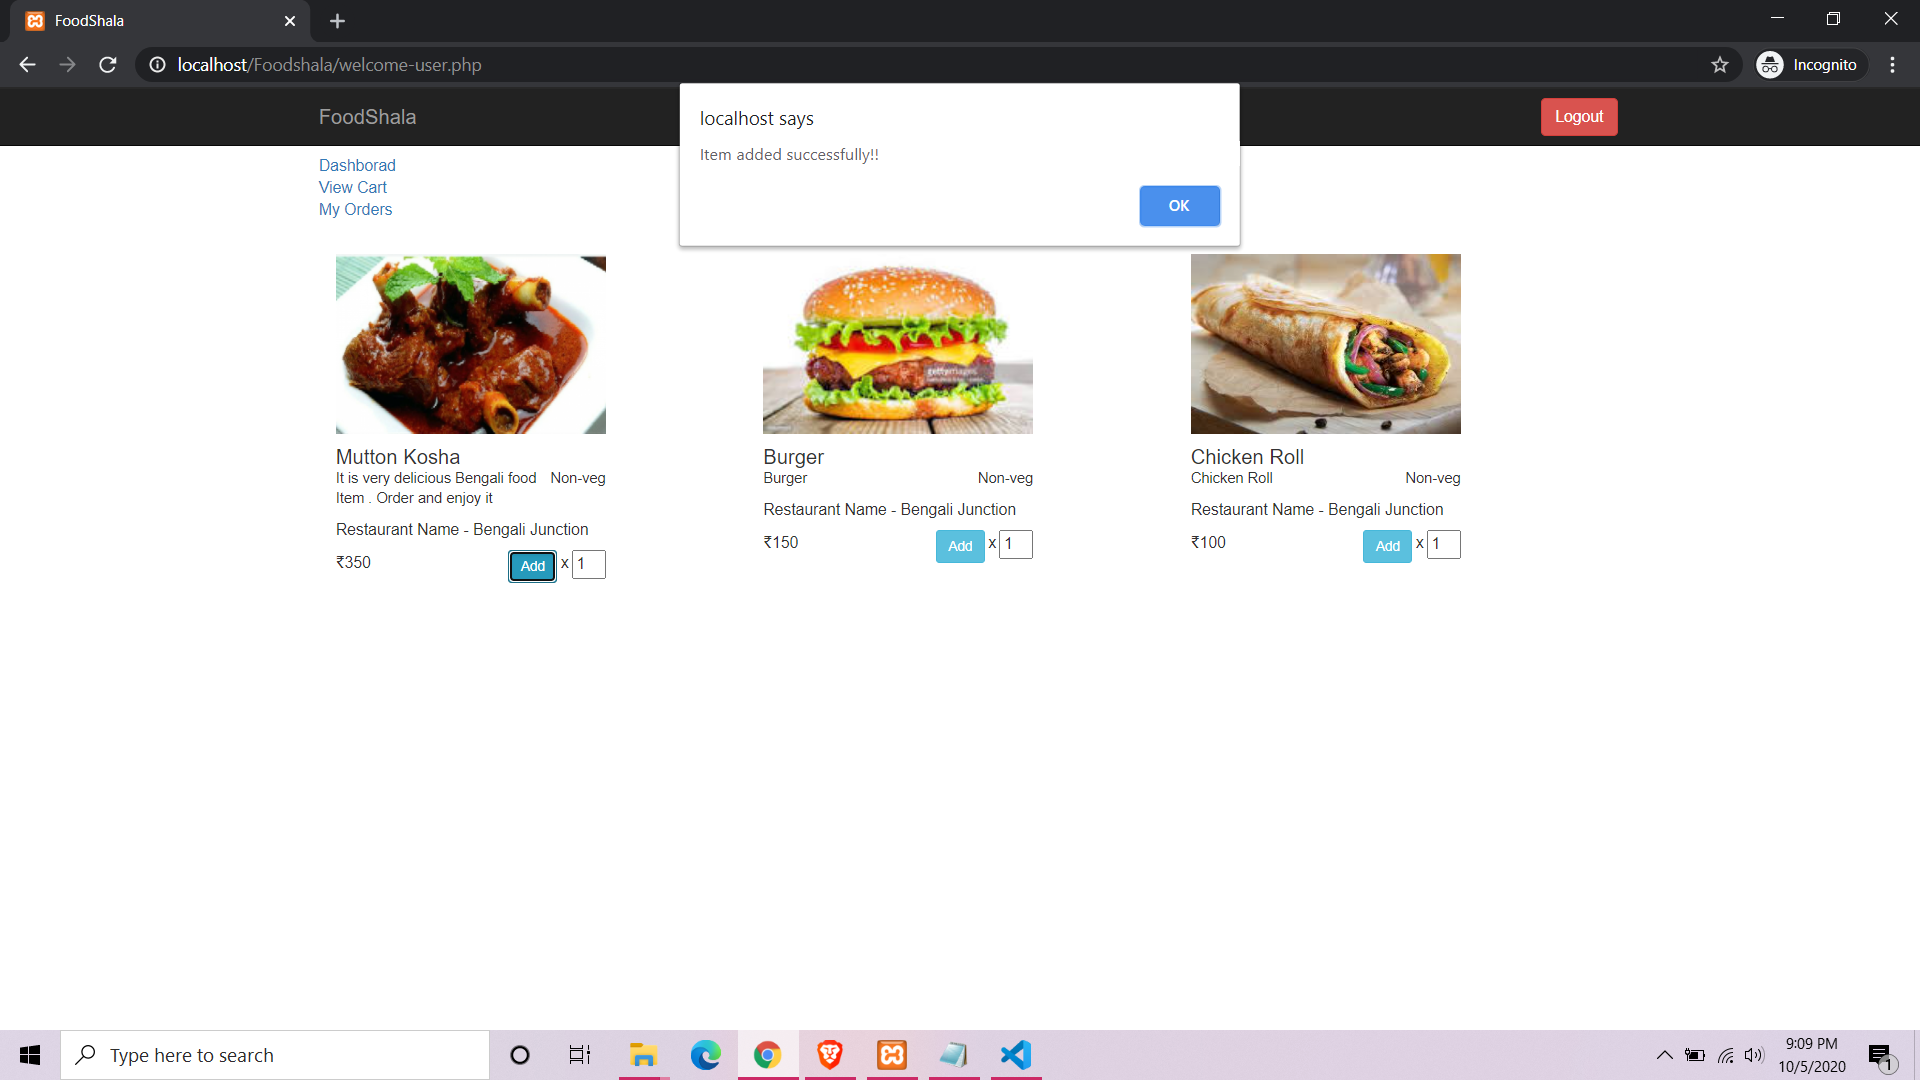 FoodShala
localhost/Foodshala/welcome-user.php
Incognito
FoodShala
Logout
localhost says
Item added successfully!!
OK
Dashborad
View Cart
My Orders
gettyimages
Mutton Kosha
It is very delicious Bengali food Non-veg
Item . Order and enjoy it
Restaurant Name - Bengali Junction
₹350 Add x 1
Burger
Burger Non-veg
Restaurant Name - Bengali Junction
₹150 Add x 1
Chicken Roll
Chicken Roll Non-veg
Restaurant Name - Bengali Junction
₹100 Add x 1
Type here to search
9:09 PM
10/5/2020
1